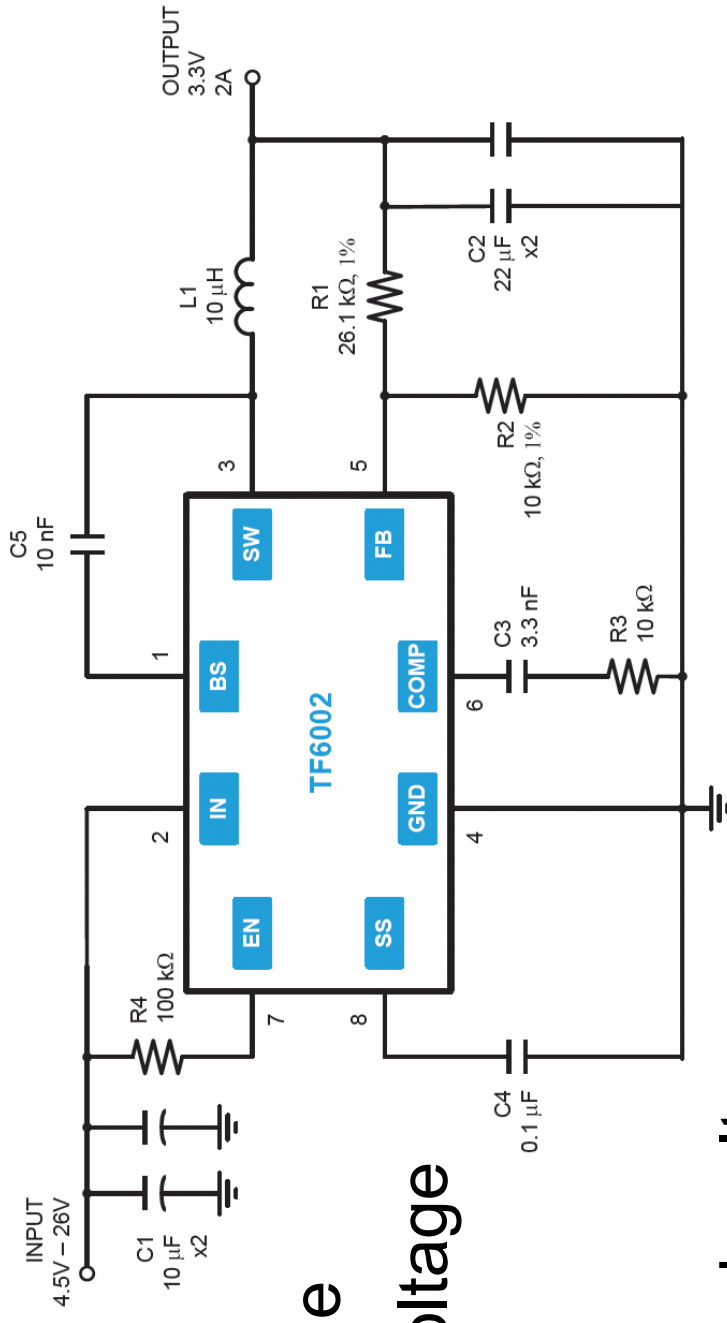 INPUT
4.5V – 26V
C1
10 μF
x2
R4
100 kΩ
7
2
1
C5
10 nF
3
L1
10 μH
OUTPUT
3.3V
2A
EN
IN
BS
SW
TF6002
SS
GND
COMP
FB
8
4
6
5
R1
26.1 kΩ, 1%
C4
0.1 μF
C3
3.3 nF
R3
10 kΩ
R2
10 kΩ, 1%
C2
22 μF
x2
e
oltage